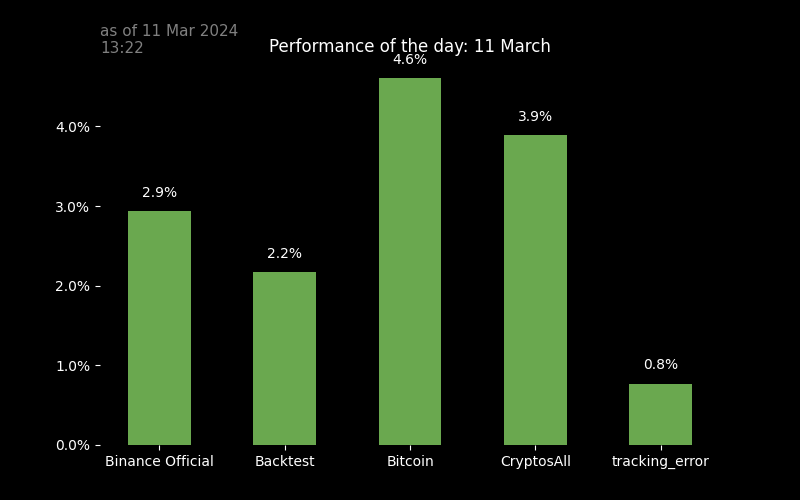 as of 11 Mar 2024
13:22
Performance of the day: 11 March
4.6%
4.0%
3.9%
3.0%
2.9%
2.2%
2.0%
1.0%
0.8%
0.0%
Binance Official
Backtest
Bitcoin
CryptosAll
tracking_error